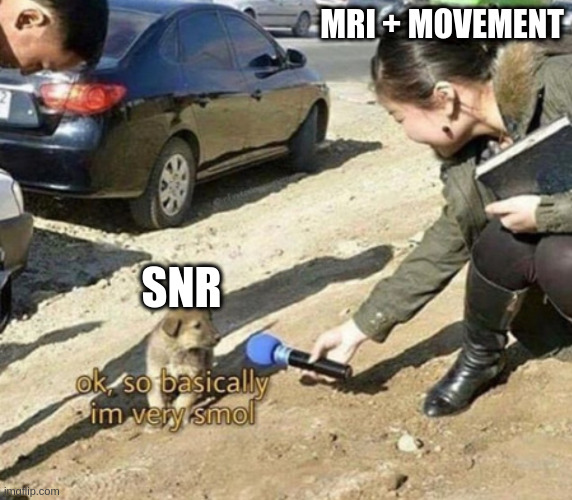 MRI + MOVEMENT
SNR
ok, so basically
im very smol
imgflip.com